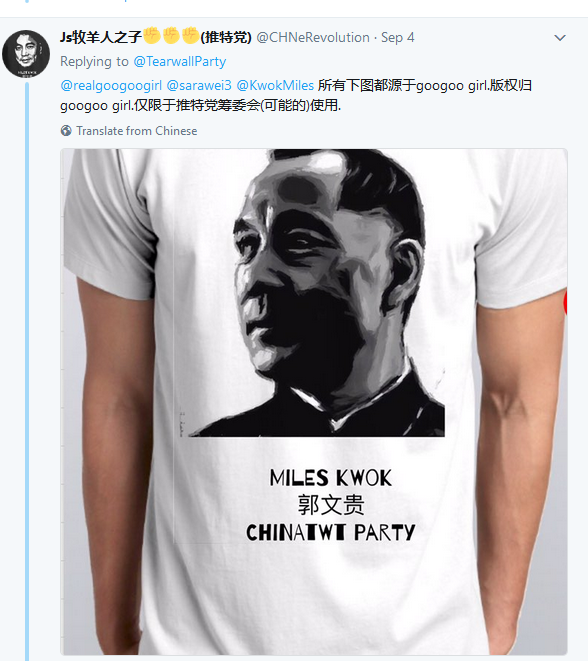 Js牧羊人之子✊✊✊(推特党) @CHNeRevolution · Sep 4
Replying to @TearwallParty
@realgoogoogirl @sarawei3 @KwokMiles 所有下图都源于googoo girl.版权归
googoo girl.仅限于推特党筹委会(可能的)使用.
Translate from Chinese
MILES KWOK
郭文贵
CHINATWT PARTY